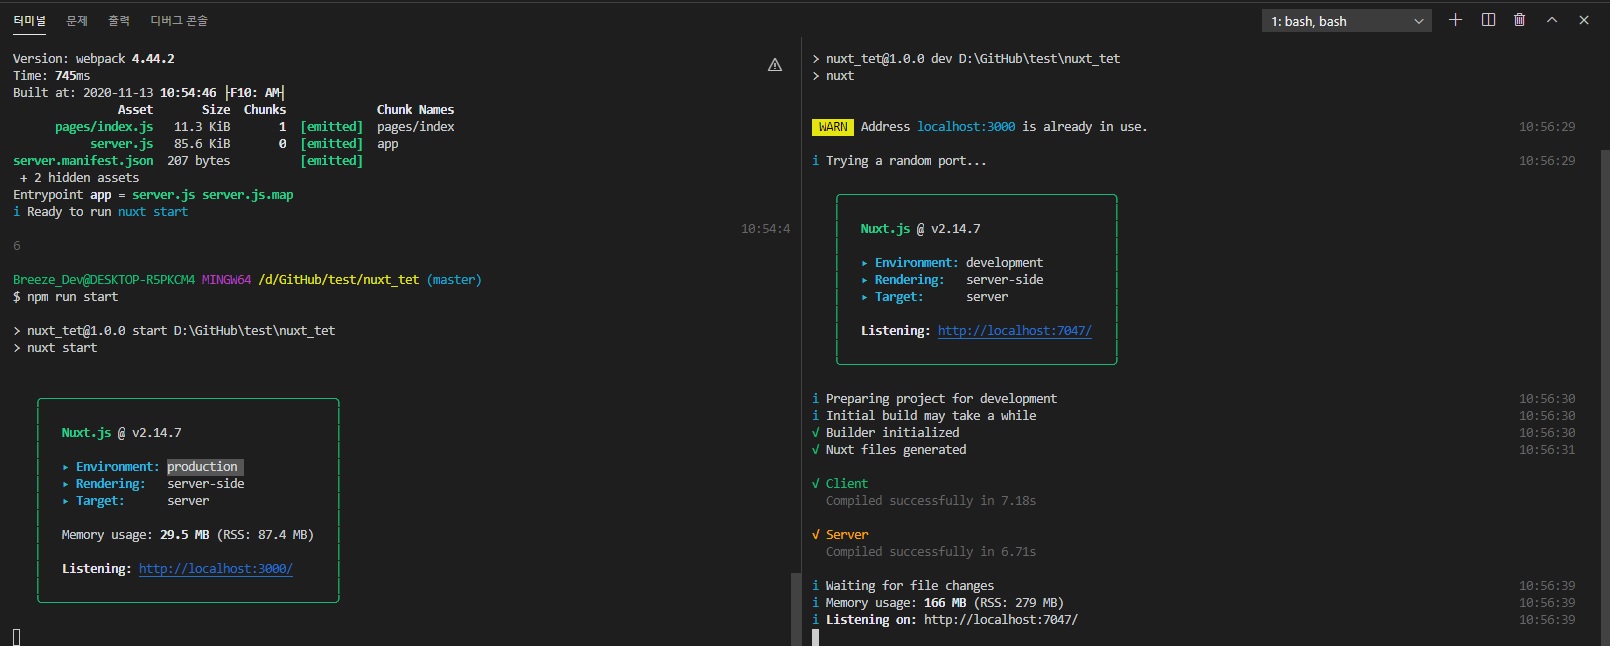 터미널 문제 출력 디버그 콘솔
1: bash, bash
Version: webpack 4.44.2
Time: 745ms
Built at: 2020-11-13 10:54:46 ├F10: AM┤
Asset Size Chunks Chunk Names
pages/index.js 11.3 KiB 1 [emitted] pages/index
server.js 85.6 KiB 0 [emitted] app
server.manifest.json 207 bytes [emitted]
+ 2 hidden assets
Entrypoint app = server.js server.js.map
i Ready to run nuxt start
10:54:4
6
Breeze_Dev@DESKTOP-R5PKCM4 MINGW64 /d/GitHub/test/nuxt_tet (master)
$ npm run start
> nuxt_tet@1.0.0 start D:\GitHub\test\nuxt_tet
> nuxt start
Nuxt.js @ v2.14.7
▸ Environment: production
▸ Rendering: server-side
▸ Target: server
Memory usage: 29.5 MB (RSS: 87.4 MB)
Listening: http://localhost:3000/
> nuxt_tet@1.0.0 dev D:\GitHub\test\nuxt_tet
> nuxt
WARN Address localhost:3000 is already in use. 10:56:29
i Trying a random port... 10:56:29
Nuxt.js @ v2.14.7
▸ Environment: development
▸ Rendering: server-side
▸ Target: server
Listening: http://localhost:7047/
i Preparing project for development 10:56:30
i Initial build may take a while 10:56:30
√ Builder initialized 10:56:30
√ Nuxt files generated 10:56:31
√ Client
Compiled successfully in 7.18s
√ Server
Compiled successfully in 6.71s
i Waiting for file changes 10:56:39
i Memory usage: 166 MB (RSS: 279 MB) 10:56:39
i Listening on: http://localhost:7047/ 10:56:39